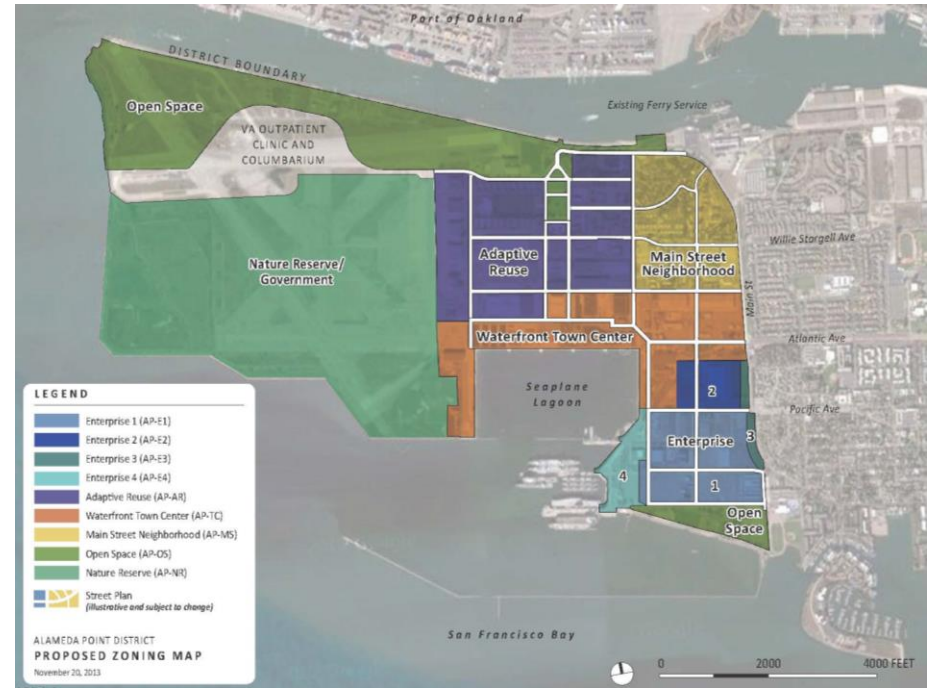 Port of Oakland
DISTRICT BOUNDARY
Open Space
Existing Ferry Service
VA OUTPATIENT
CLINIC AND
COLUMBARIUM
Willie Stargell Ave
Nature Reserve/
Government
Adaptive
Reuse
Main Street
Neighborhood
Main St
Waterfront Town Center
Atlantic Ave
Seaplane
Lagoon
2
Pacific Ave
Enterprise
3
4
1
Open
Space
LEGEND
Enterprise 1 (AP-E1)
Enterprise 2 (AP-E2)
Enterprise 3 (AP-E3)
Enterprise 4 (AP-E4)
Adaptive Reuse (AP-AR)
Waterfront Town Center (AP-TC)
Main Street Neighborhood (AP-MS)
Open Space (AP-OS)
Nature Reserve (AP-NR)
Street Plan
(illustrative and subject to change)
ALAMEDA POINT DISTRICT
PROPOSED ZONING MAP
November 20, 2013
San Francisco Bay
0 2000 4000 FEET